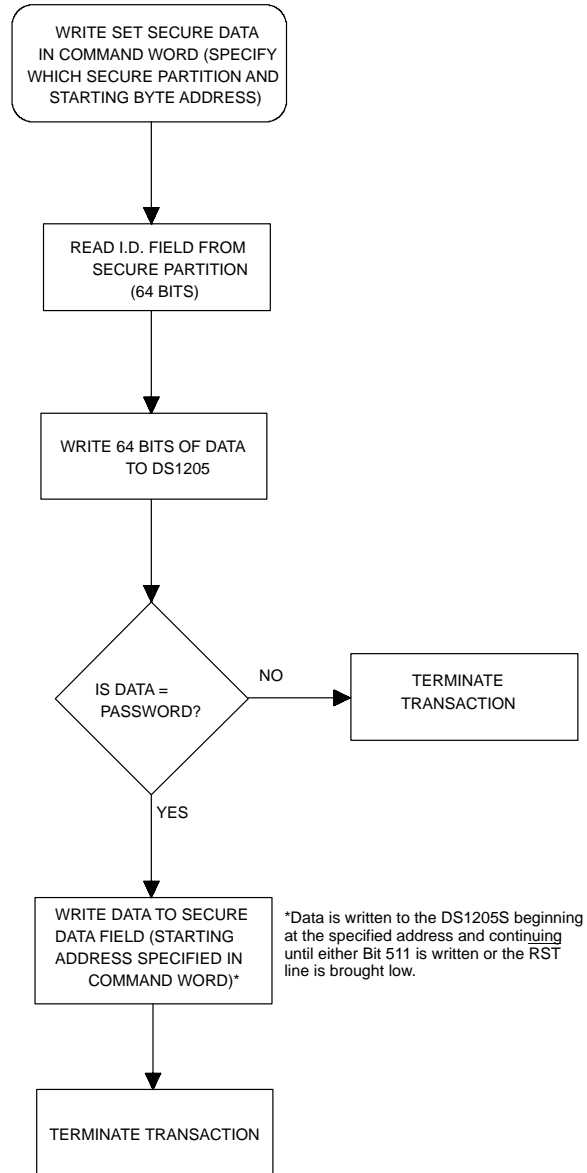 WRITE SET SECURE DATA
IN COMMAND WORD (SPECIFY
WHICH SECURE PARTITION AND
STARTING BYTE ADDRESS)
READ I.D. FIELD FROM
SECURE PARTITION
(64 BITS)
WRITE 64 BITS OF DATA
TO DS1205
IS DATA =
PASSWORD?
NO
TERMINATE
TRANSACTION
YES
WRITE DATA TO SECURE
DATA FIELD (STARTING
ADDRESS SPECIFIED IN
COMMAND WORD)*
*Data is written to the DS1205S beginning
at the specified address and continuing
until either Bit 511 is written or the RST
line is brought low.
TERMINATE TRANSACTION